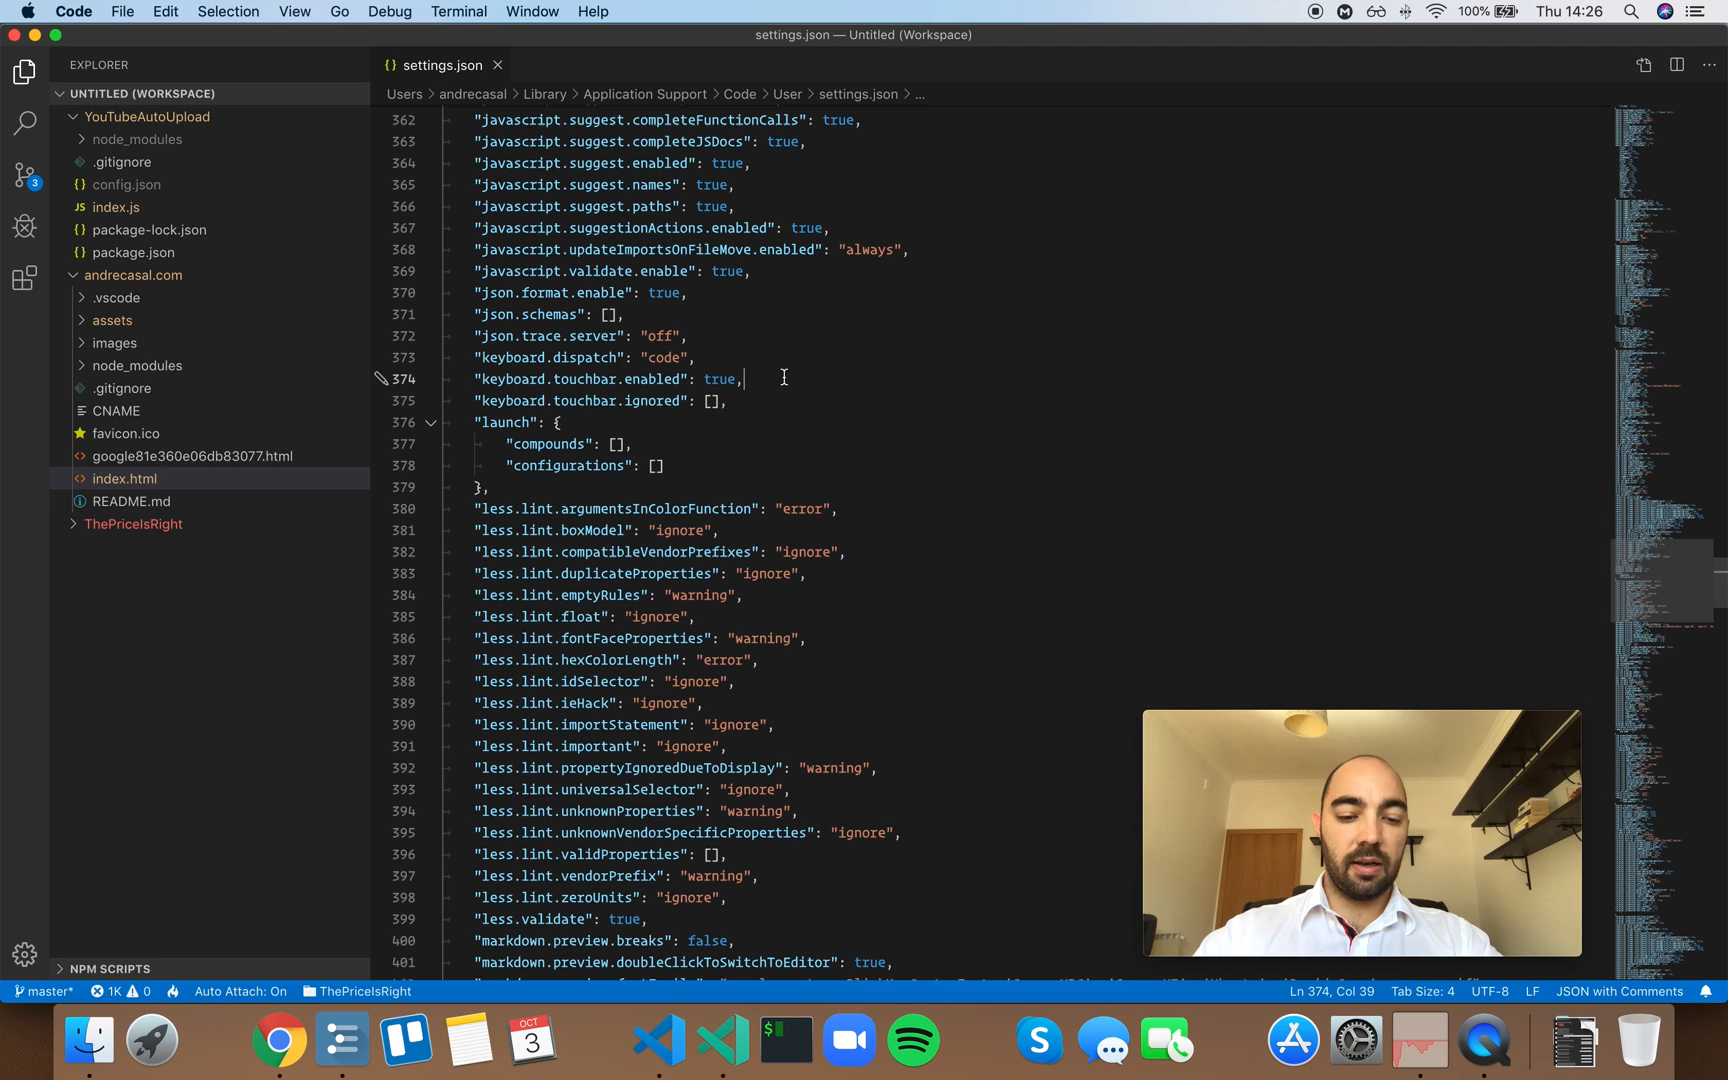 Code File Edit Selection View Go Debug Terminal Window Help
100% Thu 14:26
settings.json — Untitled (Workspace)
EXPLORER
UNTITLED (WORKSPACE)
YouTubeAutoUpload
node_modules
.gitignore
config.json
JS index.js
package-lock.json
package.json
andrecasal.com
.vscode
assets
images
node_modules
.gitignore
CNAME
favicon.ico
google81e360e06db83077.html
index.html
README.md
ThePriceIsRight
NPM SCRIPTS
3
{} settings.json
Users > andrecasal > Library > Application Support > Code > User > settings.json > ...
362 "javascript.suggest.completeFunctionCalls": true,
363 "javascript.suggest.completeJSDocs": true,
364 "javascript.suggest.enabled": true,
365 "javascript.suggest.names": true,
366 "javascript.suggest.paths": true,
367 "javascript.suggestionActions.enabled": true,
368 "javascript.updateImportsOnFileMove.enabled": "always",
369 "javascript.validate.enable": true,
370 "json.format.enable": true,
371 "json.schemas": [],
372 "json.trace.server": "off",
373 "keyboard.dispatch": "code",
374 "keyboard.touchbar.enabled": true,
375 "keyboard.touchbar.ignored": [],
376 "launch": {
377 "compounds": [],
378 "configurations": []
379 },
380 "less.lint.argumentsInColorFunction": "error",
381 "less.lint.boxModel": "ignore",
382 "less.lint.compatibleVendorPrefixes": "ignore",
383 "less.lint.duplicateProperties": "ignore",
384 "less.lint.emptyRules": "warning",
385 "less.lint.float": "ignore",
386 "less.lint.fontFaceProperties": "warning",
387 "less.lint.hexColorLength": "error",
388 "less.lint.idSelector": "ignore",
389 "less.lint.ieHack": "ignore",
390 "less.lint.importStatement": "ignore",
391 "less.lint.important": "ignore",
392 "less.lint.propertyIgnoredDueToDisplay": "warning",
393 "less.lint.universalSelector": "ignore",
394 "less.lint.unknownProperties": "warning",
395 "less.lint.unknownVendorSpecificProperties": "ignore",
396 "less.lint.validProperties": [],
397 "less.lint.vendorPrefix": "warning",
398 "less.lint.zeroUnits": "ignore",
399 "less.validate": true,
400 "markdown.preview.breaks": false,
401 "markdown.preview.doubleClickToSwitchToEditor": true,
master* 1K 0 Auto Attach: On ThePriceIsRight
Ln 374, Col 39 Tab Size: 4 UTF-8 LF JSON with Comments
OCT
3
$